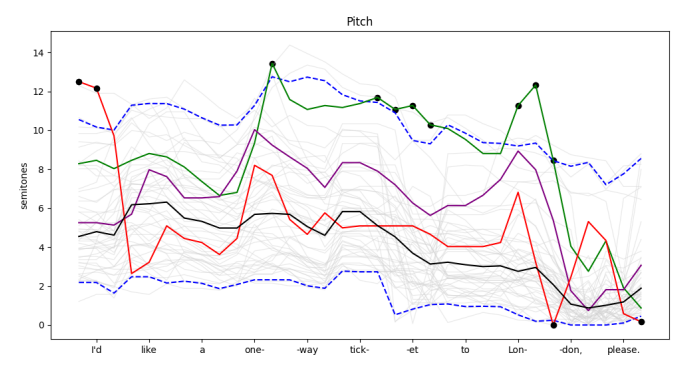 Pitch
semitones
14
12
10
8
6
4
2
0
I'd like a one- -way tick- -et to Lon- -don, please.